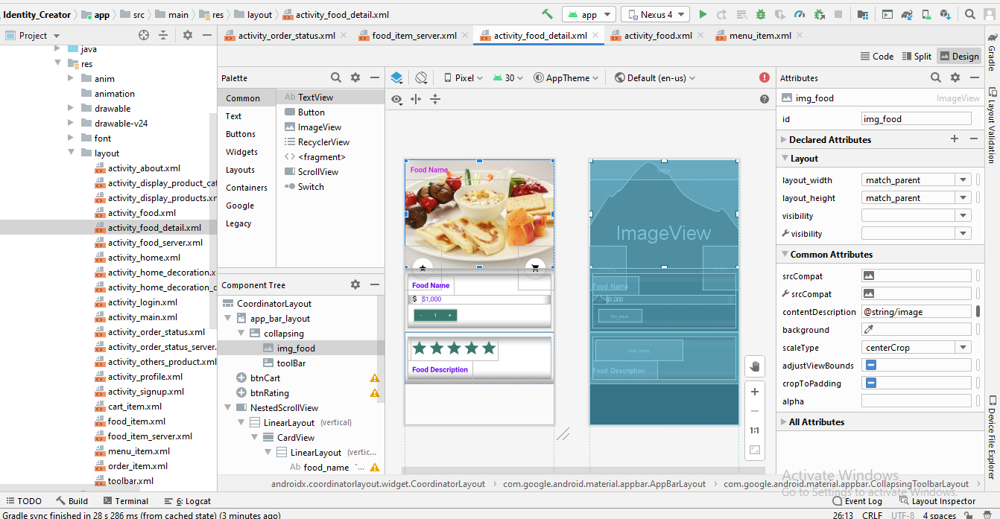 Identity_Creator app src main res layout activity_food_detail.xml app Nexus 4
Project activity_order_status.xml food_item_server.xml activity_food_detail.xml activity_food.xml menu_item.xml
Code Split Design
java
res
anim
animation
drawable
drawable-v24
font
layout
activity_about.xml
activity_display_product_cat
activity_display_products.xm
activity_food.xml
activity_food_detail.xml
activity_food_server.xml
activity_home.xml
activity_home_decoration.x
activity_home_decoration_d
activity_login.xml
activity_main.xml
activity_order_status.xml
activity_order_status_server.
activity_others_product.xml
activity_profile.xml
activity_signup.xml
cart_item.xml
food_item.xml
food_item_server.xml
menu_item.xml
order_item.xml
toolbar.xml
Palette
Common
Text
Buttons
Widgets
Layouts
Containers
Google
Legacy
Ab TextView
Button
ImageView
RecyclerView
<fragment>
ScrollView
Switch
Component Tree
CoordinatorLayout
app_bar_layout
collapsing
img_food
toolBar
btnCart
btnRating
NestedScrollView
LinearLayout (vertical)
CardView
LinearLayout (vertic...
Ab food_name "...
Pixel 30 AppTheme Default (en-us)
Food Name
Food Name
$ $1,000
- 1 +
Food Description
ImageView
Food Name
$1,000
btn_price
food_rating
Food Description
1:1
Attributes
img_food ImageView
id img_food
Declared Attributes
Layout
layout_width match_parent
layout_height match_parent
visibility
visibility
Common Attributes
srcCompat
srcCompat
contentDescription @string/image
background
scaleType centerCrop
adjustViewBounds
cropToPadding
alpha
All Attributes
Gradle
Layout Validation
Device File Explorer
androidx.coordinatorlayout.widget.CoordinatorLayout com.google.android.material.appbar.AppBarLayout com.google.android.material.appbar.CollapsingToolbarLayout
Activate Windows
Go to Settings to activate Windows.
TODO Build Terminal 6: Logcat Event Log Layout Inspector
Gradle sync finished in 28 s 286 ms (from cached state) (3 minutes ago) 26:13 CRLF UTF-8 4 spaces